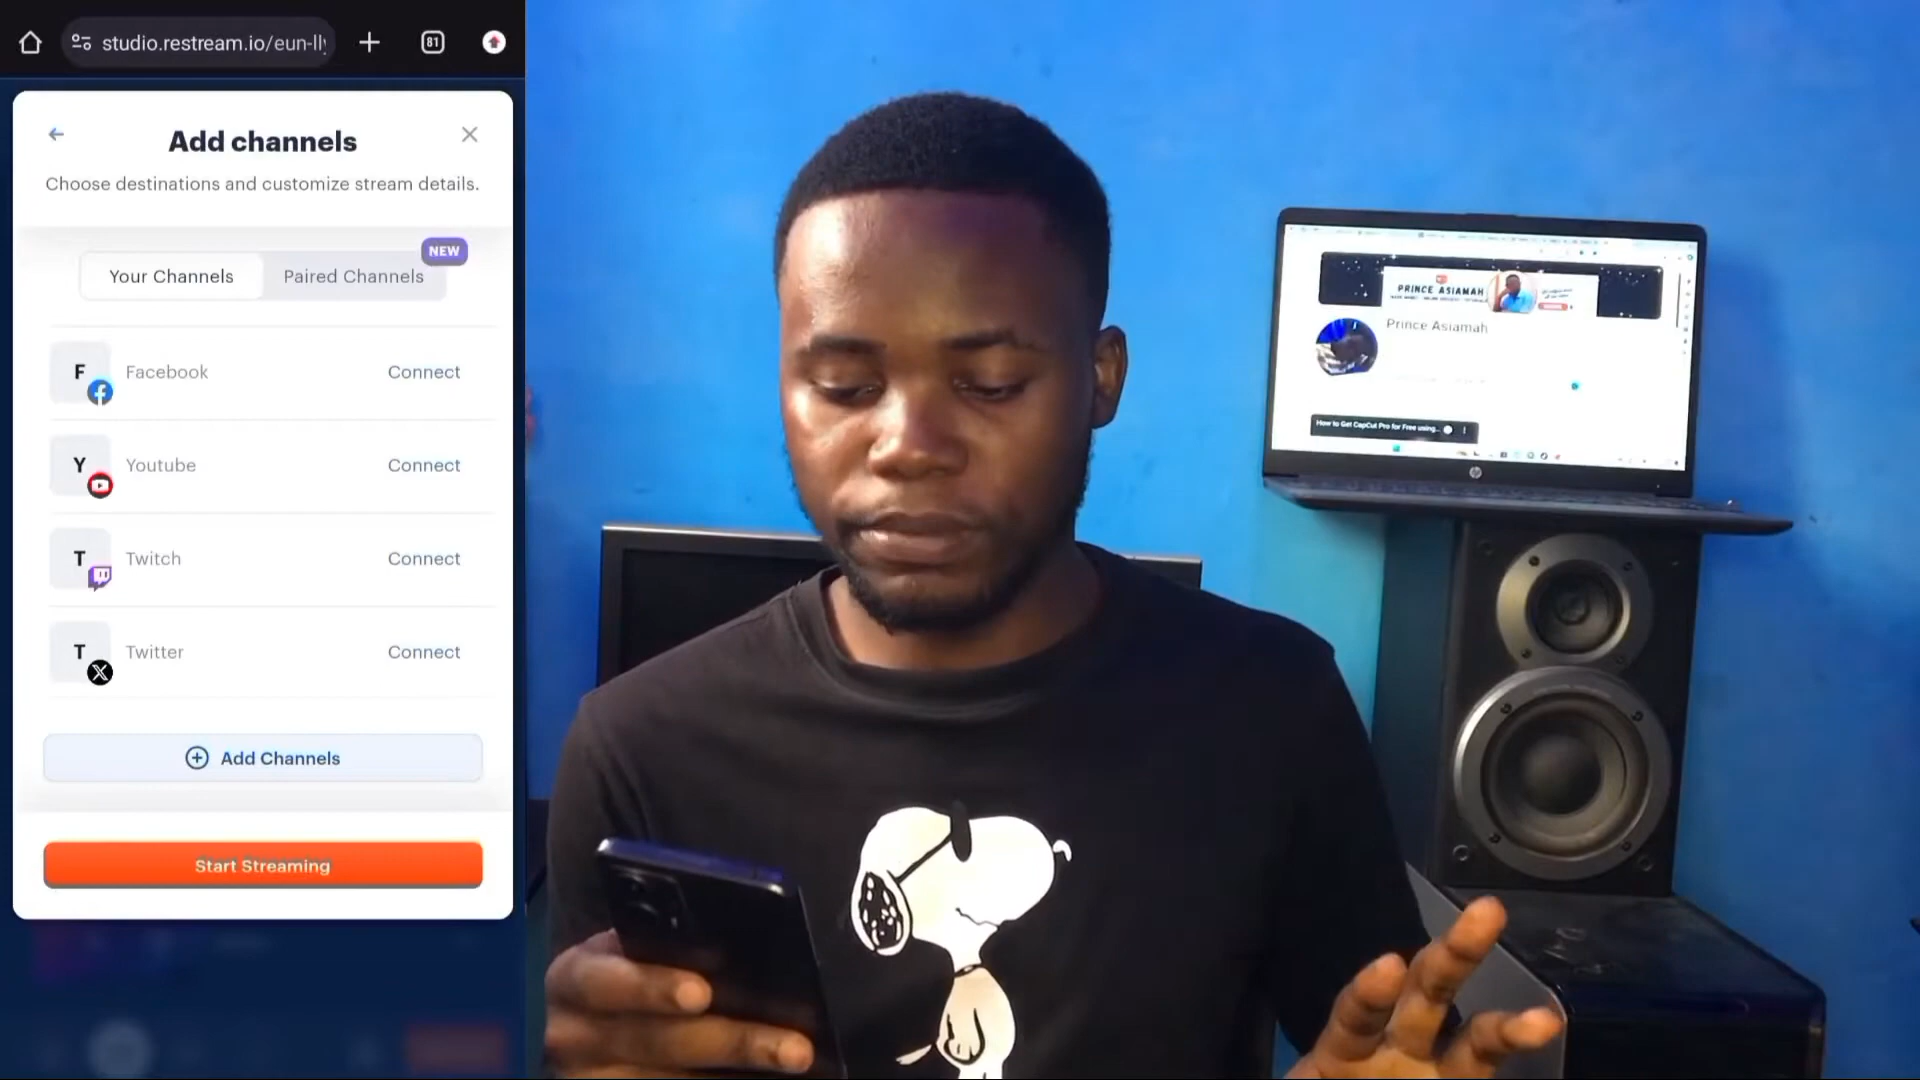 studio.restream.io/eun-lly
81
Add channels
Choose destinations and customize stream details.
NEW
Your Channels
Paired Channels
F
Facebook
Connect
Y
Youtube
Connect
T
Twitch
Connect
T
Twitter
Connect
Add Channels
Start Streaming
PRINCE ASIAMAH
Prince Asiamah
How to Get CapCut Pro for Free using...
hp